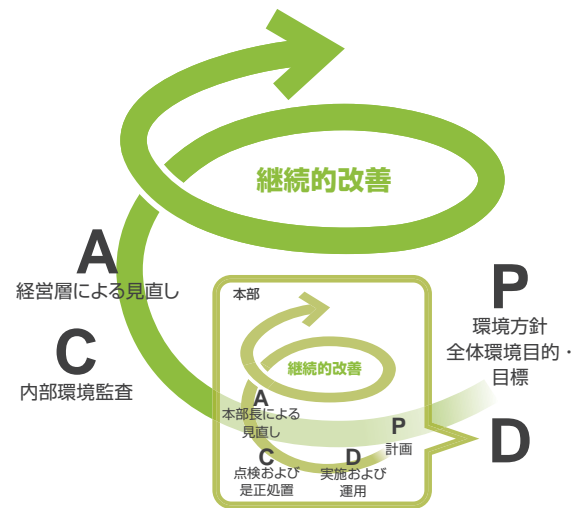 継続的改善
A
経営層による見直し
C
内部環境監査
P
環境方針
全体環境目的・
目標
D
本部
継続的改善
A
本部長による
見直し
C
点検および
是正処置
D
実施および
運用
P
計画